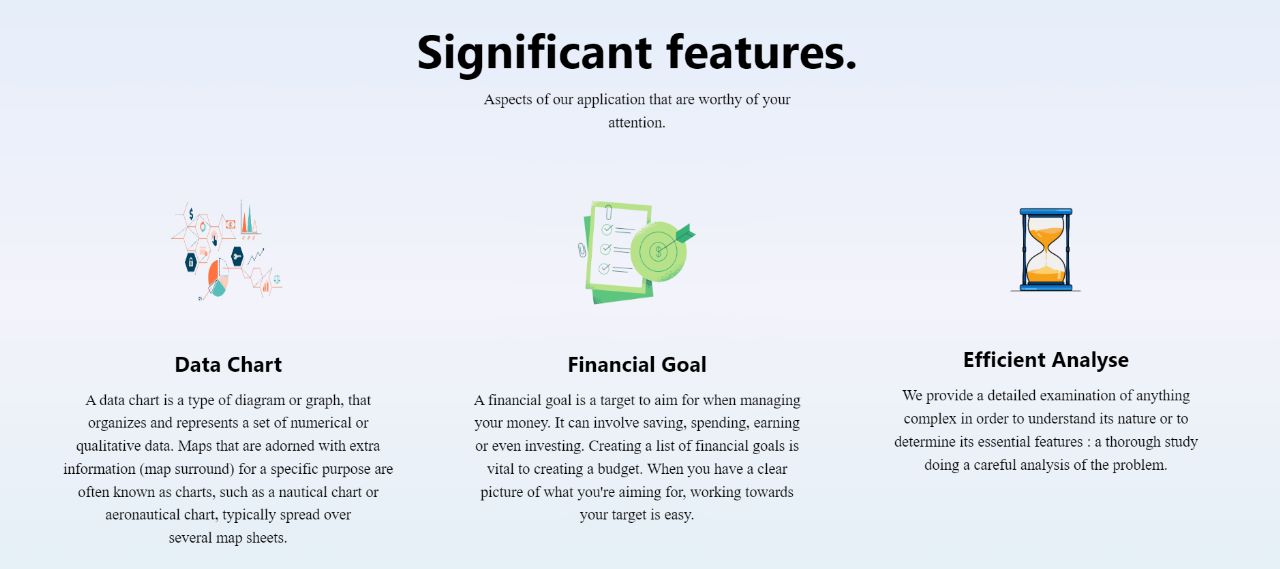 Significant features.
Aspects of our application that are worthy of your
attention.
Data Chart
A data chart is a type of diagram or graph, that
organizes and represents a set of numerical or
qualitative data. Maps that are adorned with extra
information (map surround) for a specific purpose are
often known as charts, such as a nautical chart or
aeronautical chart, typically spread over
several map sheets.
Financial Goal
A financial goal is a target to aim for when managing
your money. It can involve saving, spending, earning
or even investing. Creating a list of financial goals is
vital to creating a budget. When you have a clear
picture of what you're aiming for, working towards
your target is easy.
Efficient Analyse
We provide a detailed examination of anything
complex in order to understand its nature or to
determine its essential features : a thorough study
doing a careful analysis of the problem.